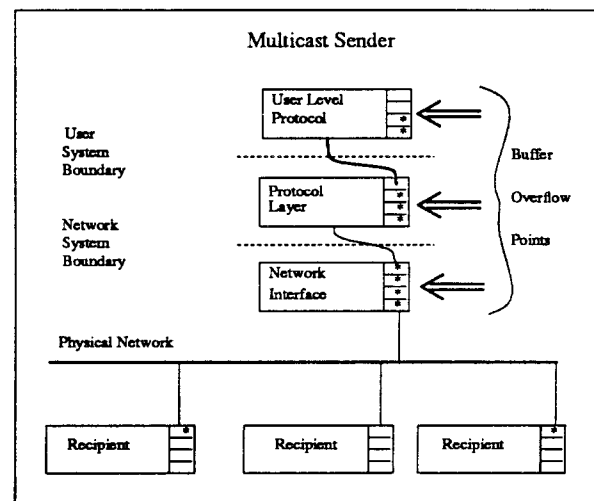 Multicast Sender
User Level
Protocol
*
*
User
System
Boundary
Buffer
Protocol
Layer
*
*
*
Overflow
Network
System
Boundary
Points
Network
Interface
*
*
*
*
Physical Network
Recipient
*
Recipient
Recipient
*